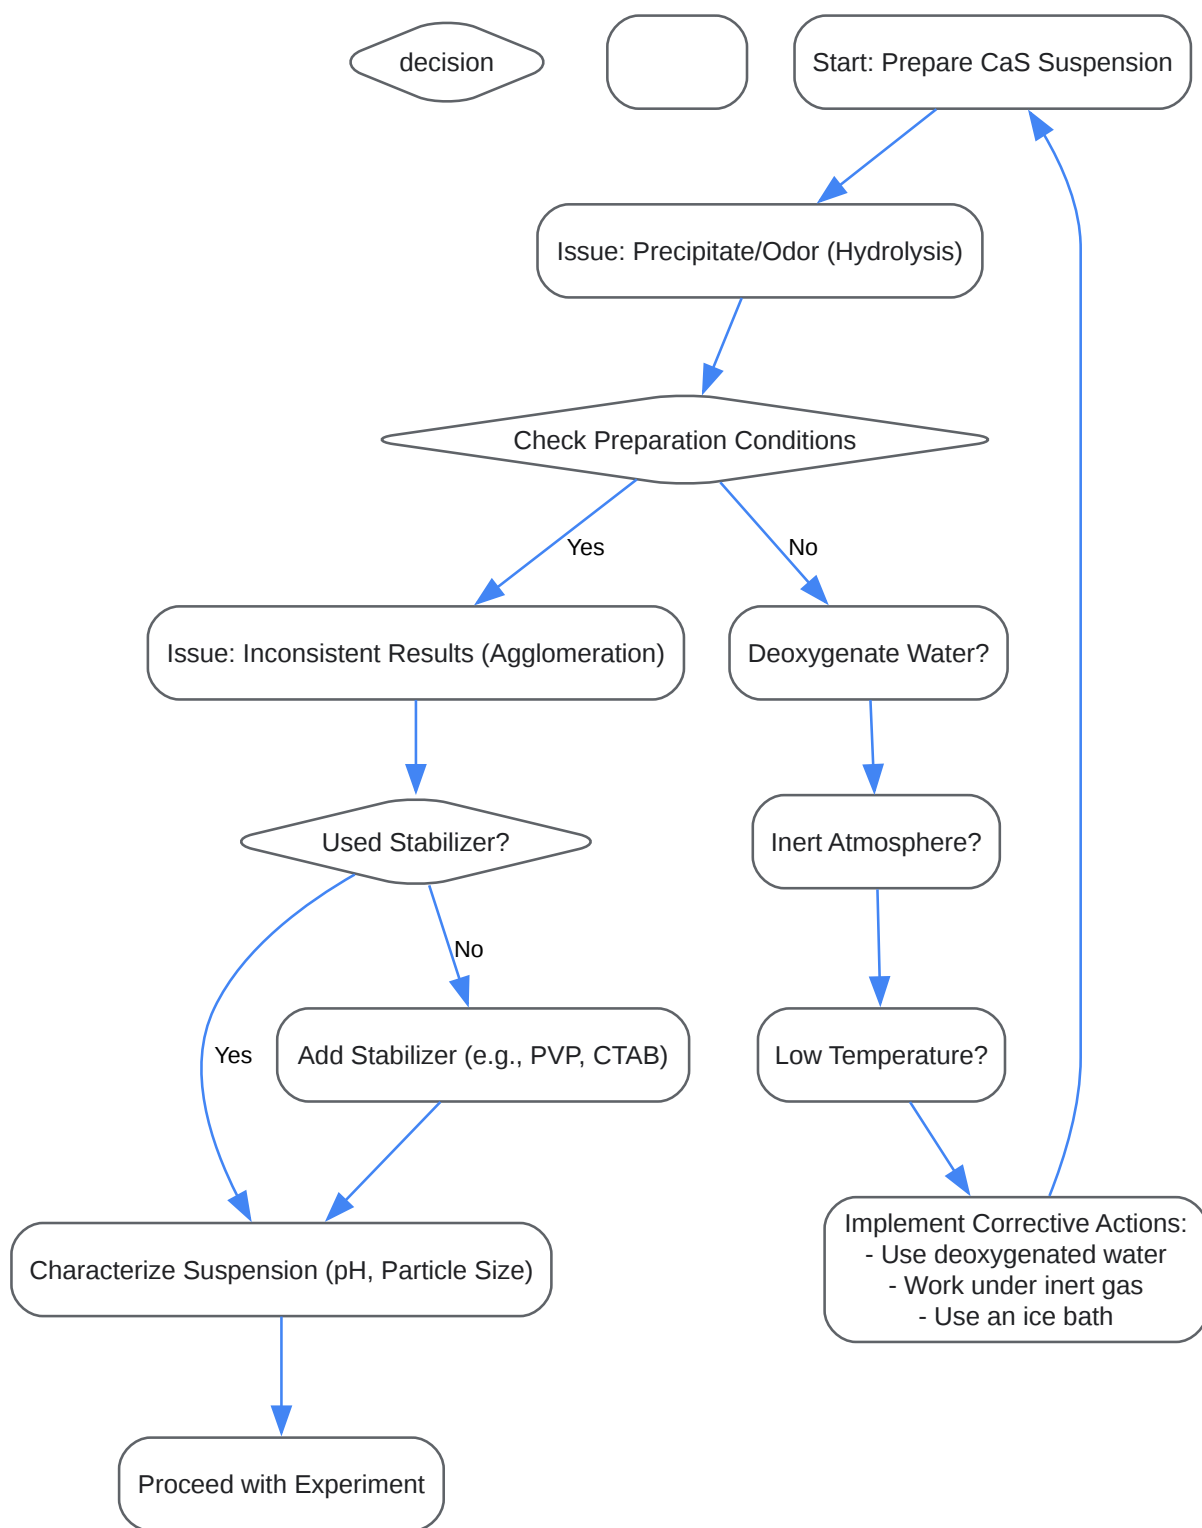 decision
Start: Prepare CaS Suspension
Issue: Precipitate/Odor (Hydrolysis)
Check Preparation Conditions
Yes
No
Issue: Inconsistent Results (Agglomeration)
Deoxygenate Water?
Used Stabilizer?
Inert Atmosphere?
No
Yes
Add Stabilizer (e.g., PVP, CTAB)
Low Temperature?
Characterize Suspension (pH, Particle Size)
Implement Corrective Actions:
- Use deoxygenated water
- Work under inert gas
- Use an ice bath
Proceed with Experiment